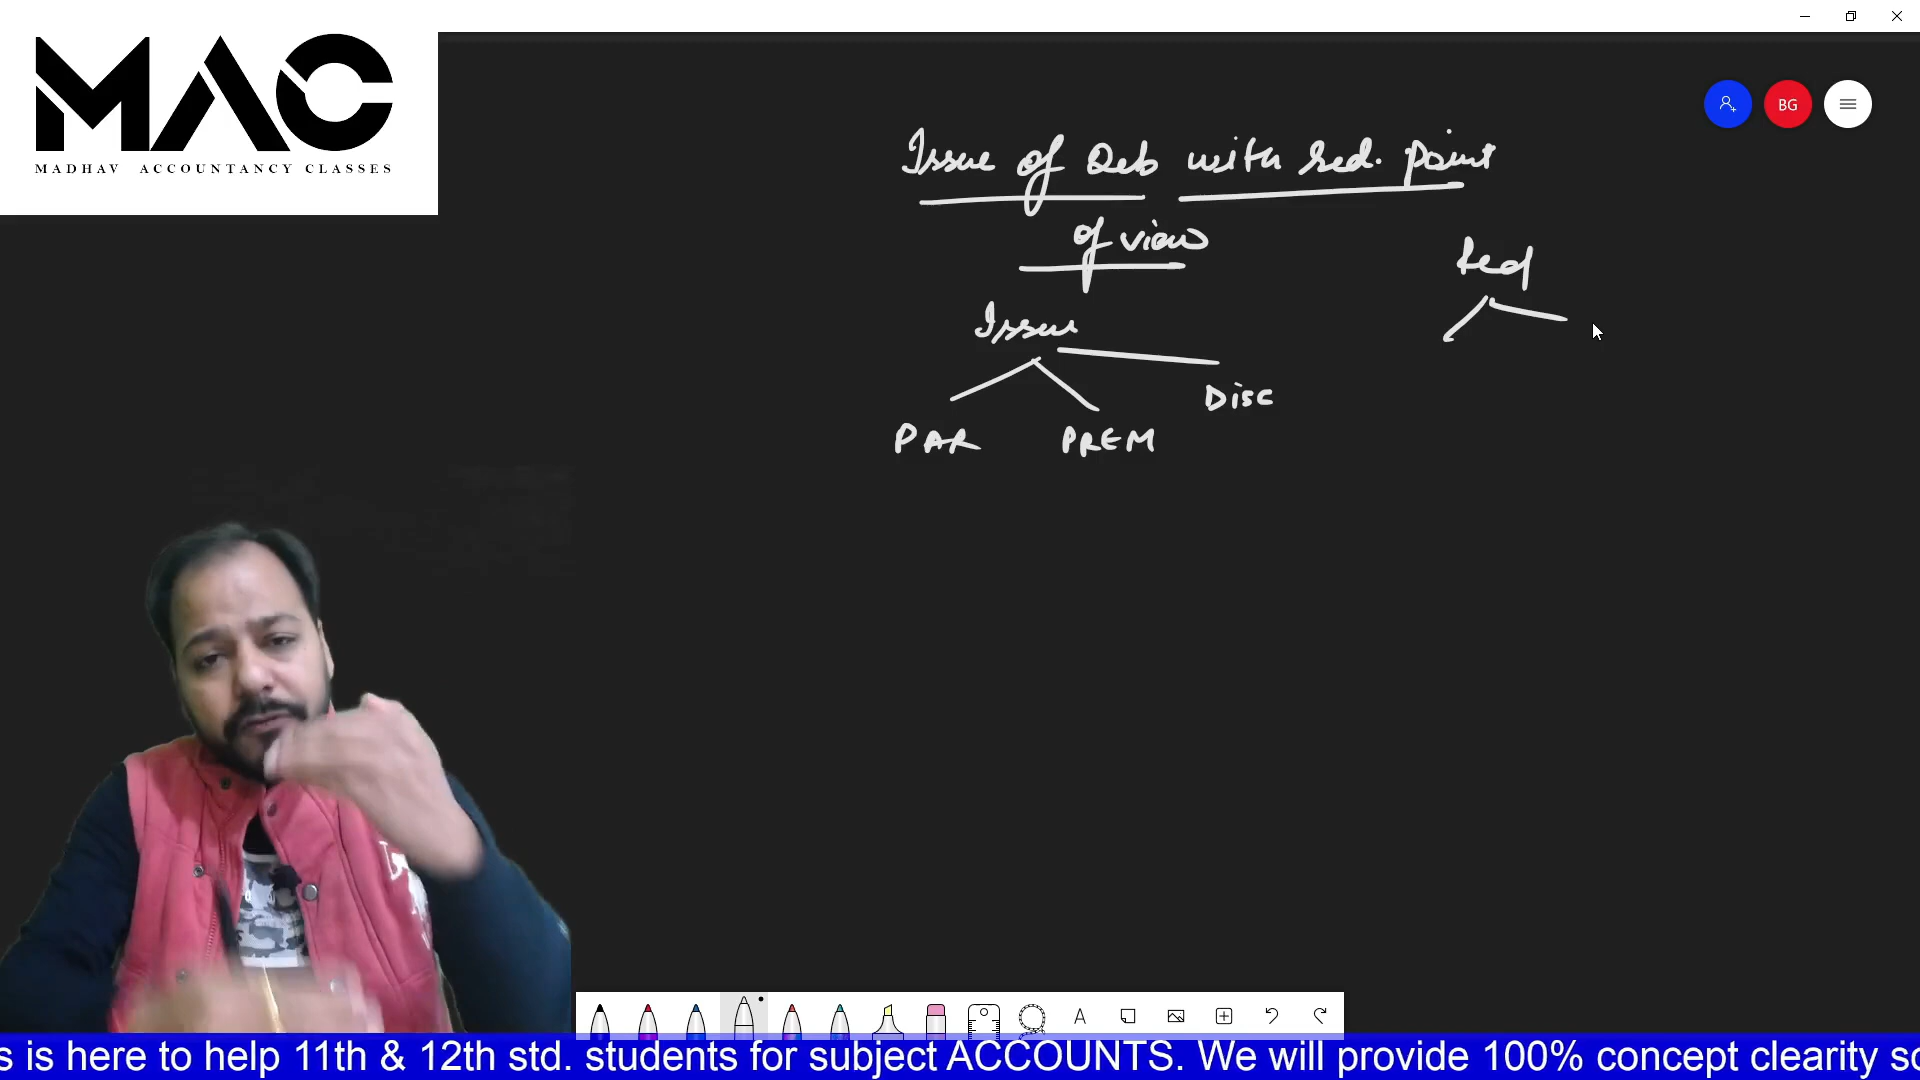 MAC
MADHAV ACCOUNTANCY CLASSES
BG
Issue of Deb with red. point
of view
Issue
Red
PAR
PREM
Disc
A
s is here to help 11th & 12th std. students for subject ACCOUNTS. We will provide 100% concept clearity so